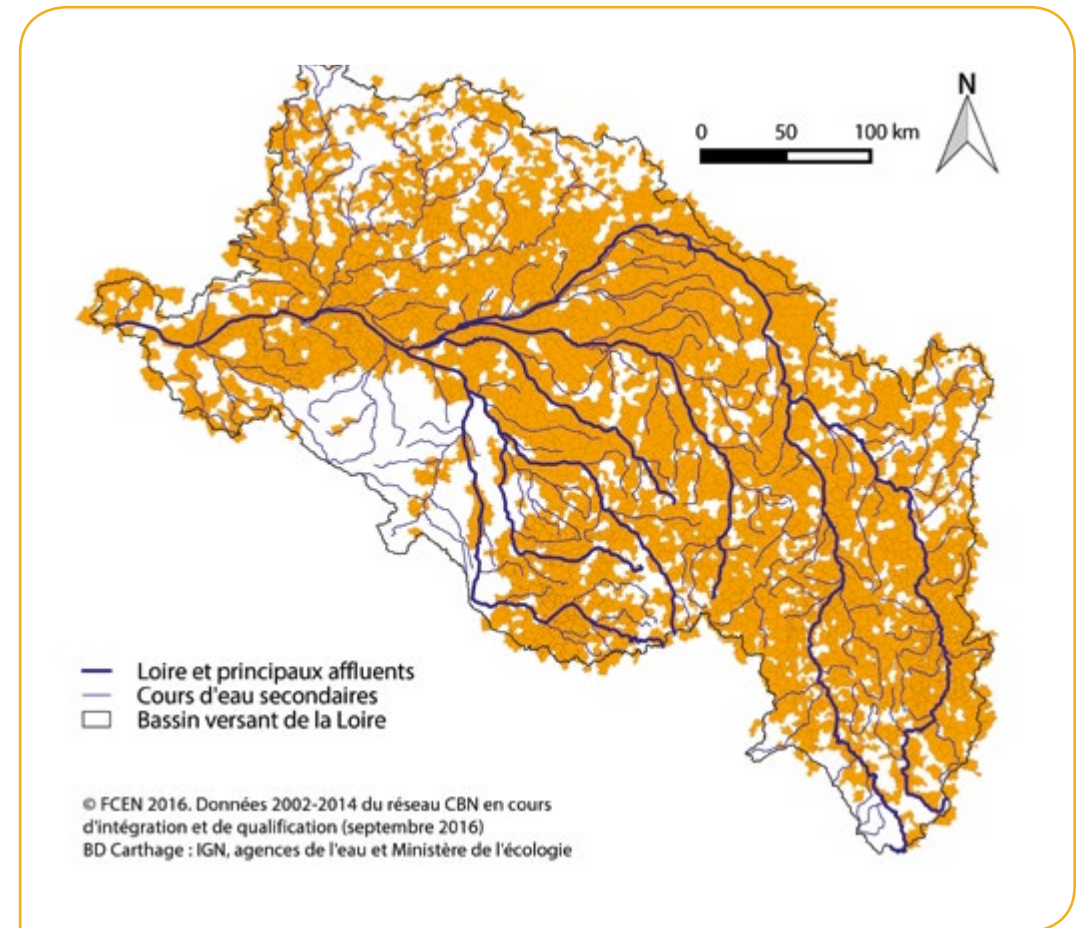 N
0 50 100 km
Loire et principaux affluents
Cours d'eau secondaires
Bassin versant de la Loire
© FCEN 2016. Données 2002-2014 du réseau CBN en cours
d'intégration et de qualification (septembre 2016)
BD Carthage : IGN, agences de l'eau et Ministère de l'écologie